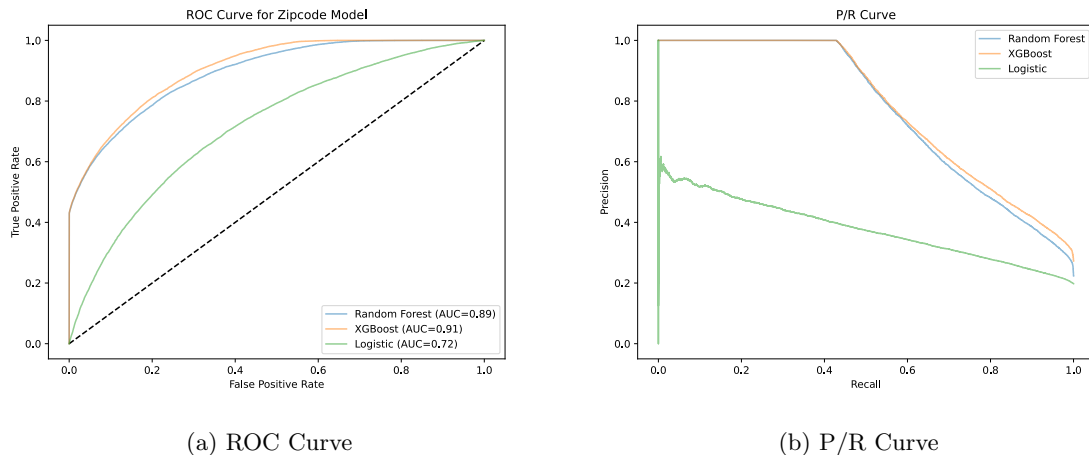 ROC Curve for Zipcode Model
True Positive Rate
1.0
0.8
0.6
0.4
0.2
0.0
0.0 0.2 0.4 0.6 0.8 1.0
False Positive Rate
Random Forest (AUC=0.89)
XGBoost (AUC=0.91)
Logistic (AUC=0.72)
(a) ROC Curve
P/R Curve
Precision
1.0
0.8
0.6
0.4
0.2
0.0
0.0 0.2 0.4 0.6 0.8 1.0
Recall
Random Forest
XGBoost
Logistic
(b) P/R Curve